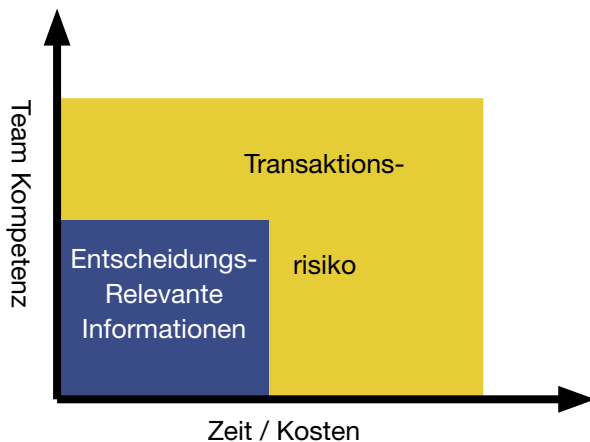 Team Kompetenz
Transaktions-
risiko
Entscheidungs-
Relevante
Informationen
Zeit / Kosten